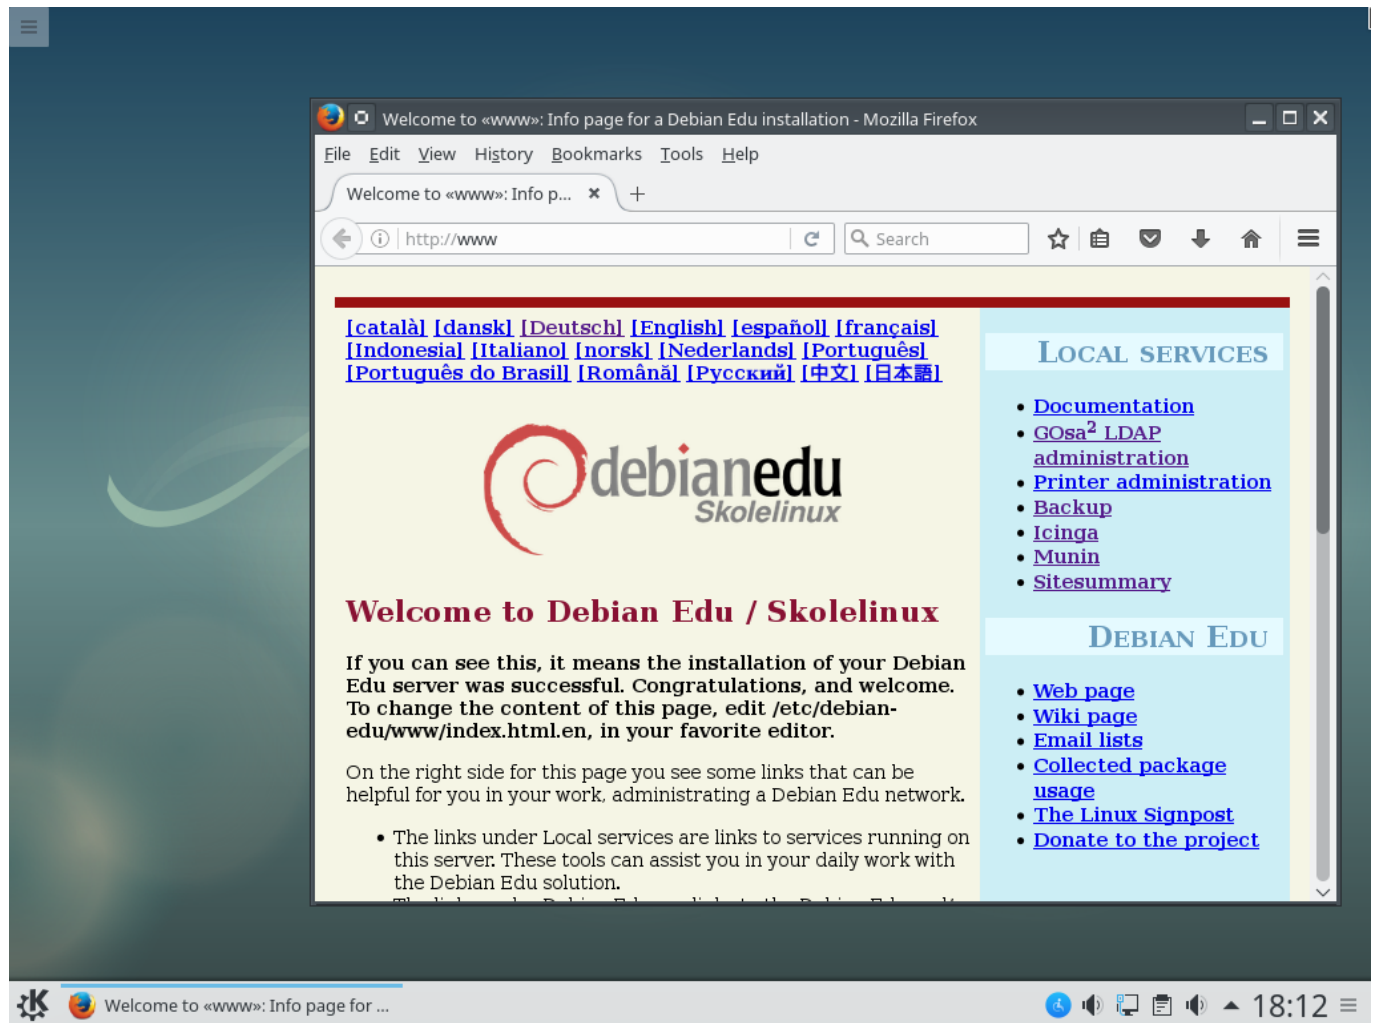 Welcome to «www»: Info page for a Debian Edu installation - Mozilla Firefox
File Edit View History Bookmarks Tools Help
Welcome to «www»: Info p...
http://www
Search
[català] [dansk] [Deutsch] [English] [español] [français]
[Indonesia] [Italiano] [norsk] [Nederlands] [Português]
[Português do Brasil] [Română] [Русский] [中文] [日本語]
debianedu
Skolelinux
Welcome to Debian Edu / Skolelinux
If you can see this, it means the installation of your Debian
Edu server was successful. Congratulations, and welcome.
To change the content of this page, edit /etc/debian-
edu/www/index.html.en, in your favorite editor.
On the right side for this page you see some links that can be
helpful for you in your work, administrating a Debian Edu network.
• The links under Local services are links to services running on
this server. These tools can assist you in your daily work with
the Debian Edu solution.
LOCAL SERVICES
• Documentation
• GOsa² LDAP
administration
• Printer administration
• Backup
• Icinga
• Munin
• Sitesummary
DEBIAN EDU
• Web page
• Wiki page
• Email lists
• Collected package
usage
• The Linux Signpost
• Donate to the project
Welcome to «www»: Info page for ...
18:12